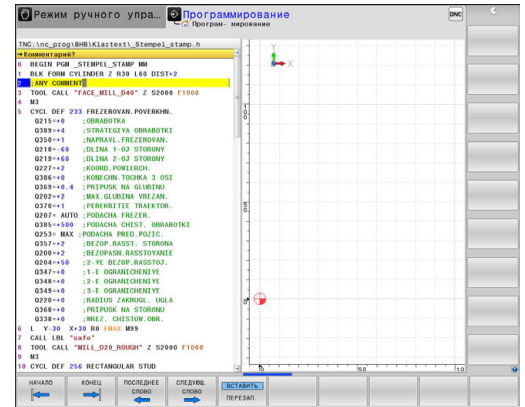 Режим ручного упра...
Программирование
Програм- мирование
DNC
TNC:\nc_prog\BHB\Klartext\_Stempel_stamp.h
Комментарий?
0 BEGIN PGM _STEMPEL_STAMP MM
1 BLK FORM CYLINDER Z R30 L60 DIST+2
2 ;ANY COMMENT
3 TOOL CALL "FACE_MILL_D40" Z S2000 F1000
4 M3
5 CYCL DEF 233 FREZEROVAN.POVERKHN.
Q215=+0 ;OBRABOTKA
Q389=+4 ;STRATEGIYA OBRABOTKI
Q350=+1 ;NAPRAVL.FREZEROVAN.
Q218=-60 ;DLINA 1-OJ STORONY
Q219=+60 ;DLINA 2-OJ STORONY
Q227=+2 ;KOORD.POWIERCH.
Q386=+0 ;KONECHN.TOCHKA 3 OSI
Q369=+0.4 ;PRIPUSK NA GLUBINU
Q202=+2 ;MAX.GLUBINA VREZAN.
Q370=+1 ;PEREKRITIE TRAEKTOR.
Q207= AUTO ;PODACHA FREZER.
Q385=+500 ;PODACHA CHIST. OBRABOTKI
Q253= MAX ;PODACHA PRED.POZIC.
Q357=+2 ;BEZOP.RASST. STORONA
Q200=+2 ;BEZOPASN.RASSTOYANIE
Q204=+50 ;2-YE BEZOP.RASSTOJ.
Q347=+0 ;1-E OGRANICHENIYE
Q348=+0 ;2-E OGRANICHENIYE
Q349=+0 ;3-E OGRANICHENIYE
Q220=+0 ;RADIUS ZAKRUGL. UGLA
Q368=+0 ;PRIPUSK NA STORONU
Q338=+0 ;WREZ. CHISTOW.OBR.
6 L Y-30 X+30 R0 FMAX M99
7 CALL LBL "safe"
8 TOOL CALL "MILL_D20_ROUGH" Z S2000 F1000
9 M3
10 CYCL DEF 256 RECTANGULAR STUD
Y
X
100
50
0
0
50
НАЧАЛО
КОНЕЦ
ПОСЛЕДНЕЕ СЛОВО
СЛЕДУЮЩ. СЛОВО
ВСТАВИТЬ
ПЕРЕЗАП.